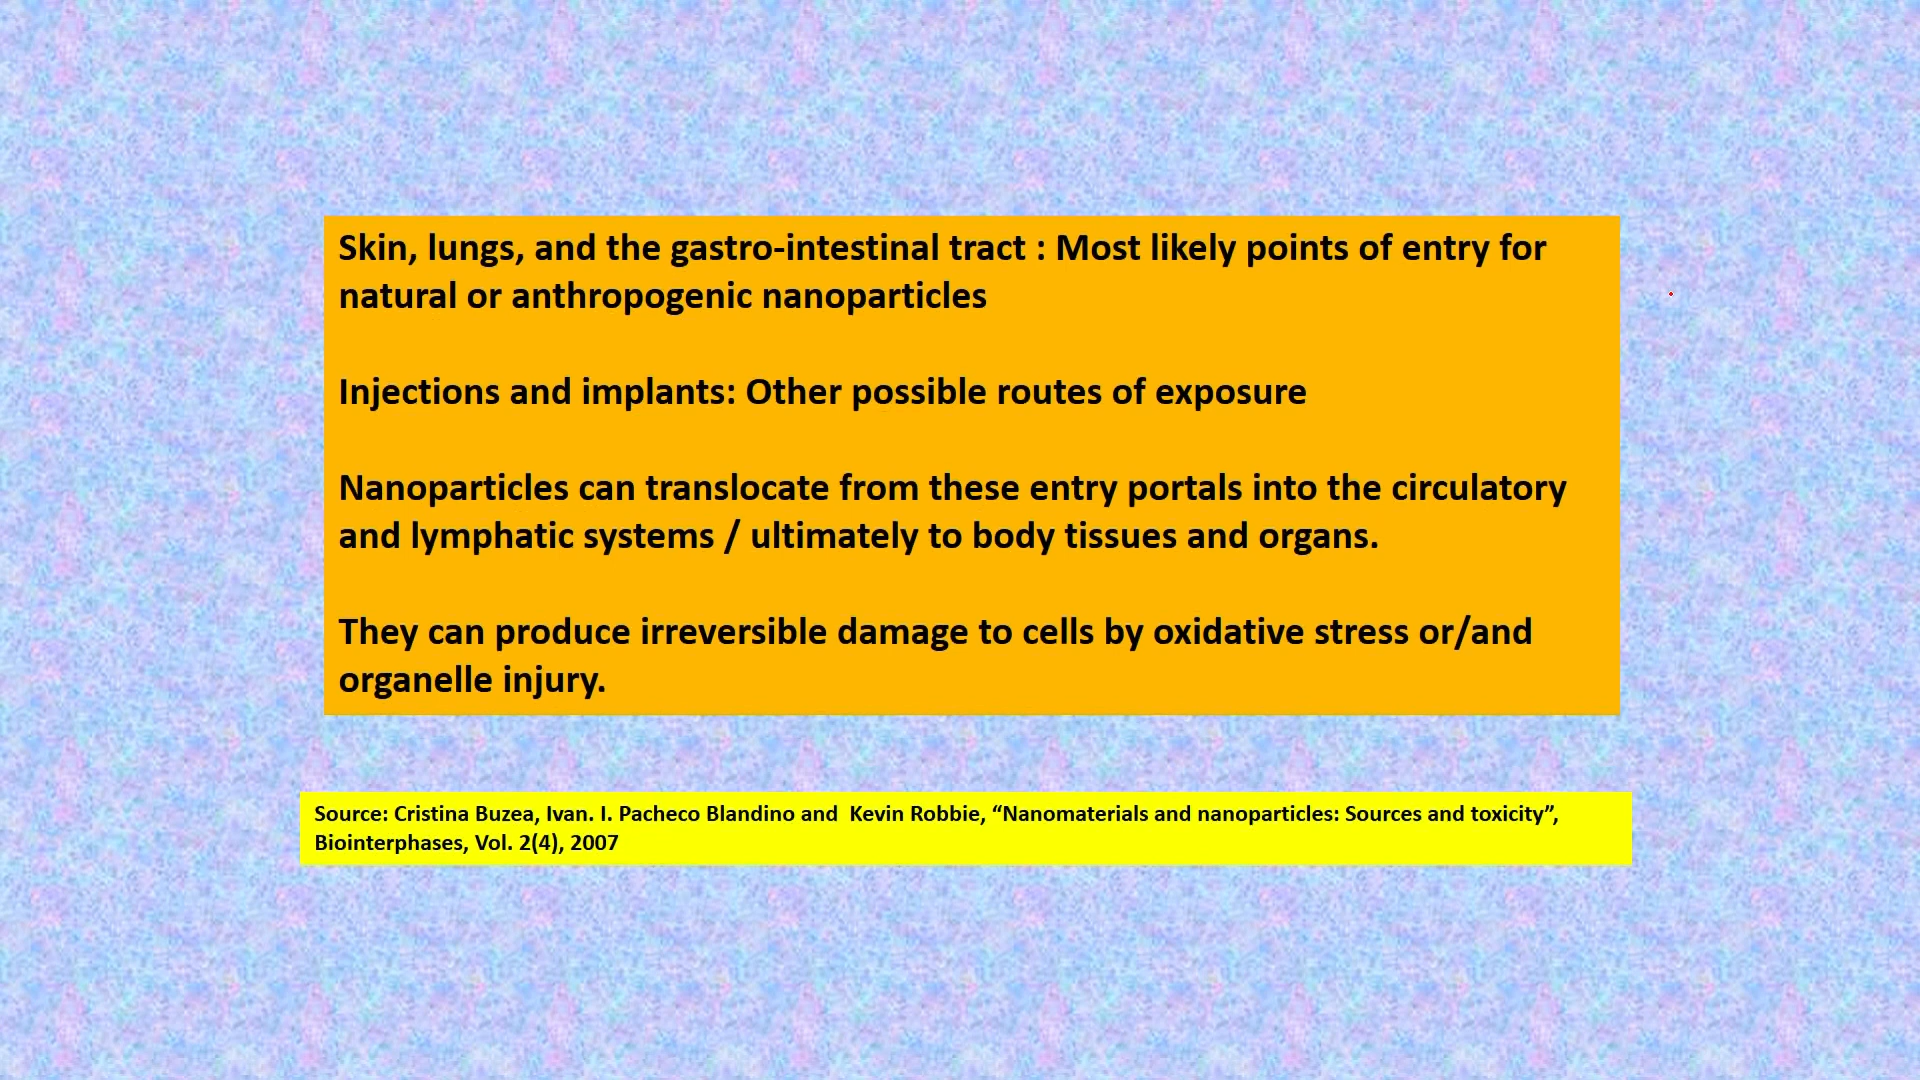 Skin, lungs, and the gastro-intestinal tract : Most likely points of entry for
natural or anthropogenic nanoparticles
Injections and implants: Other possible routes of exposure
Nanoparticles can translocate from these entry portals into the circulatory
and lymphatic systems / ultimately to body tissues and organs.
They can produce irreversible damage to cells by oxidative stress or/and
organelle injury.
Source: Cristina Buzea, Ivan. I. Pacheco Blandino and  Kevin Robbie, “Nanomaterials and nanoparticles: Sources and toxicity”,
Biointerphases, Vol. 2(4), 2007